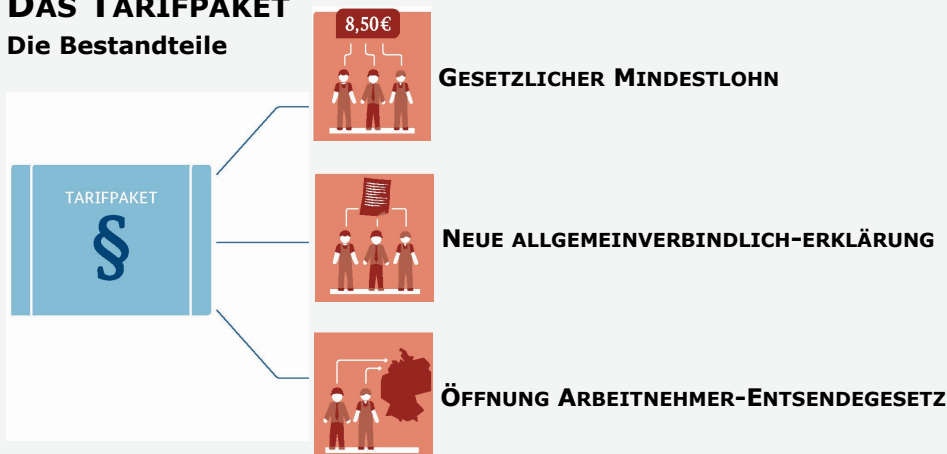 DAS TARIFPAKET
Die Bestandteile
8,50€
GESETZLICHER MINDESTLOHN
TARIFPAKET
§
NEUE ALLGEMEINVERBINDLICH-ERKLÄRUNG
ÖFFNUNG ARBEITNEHMER-ENTSENDEGESETZ